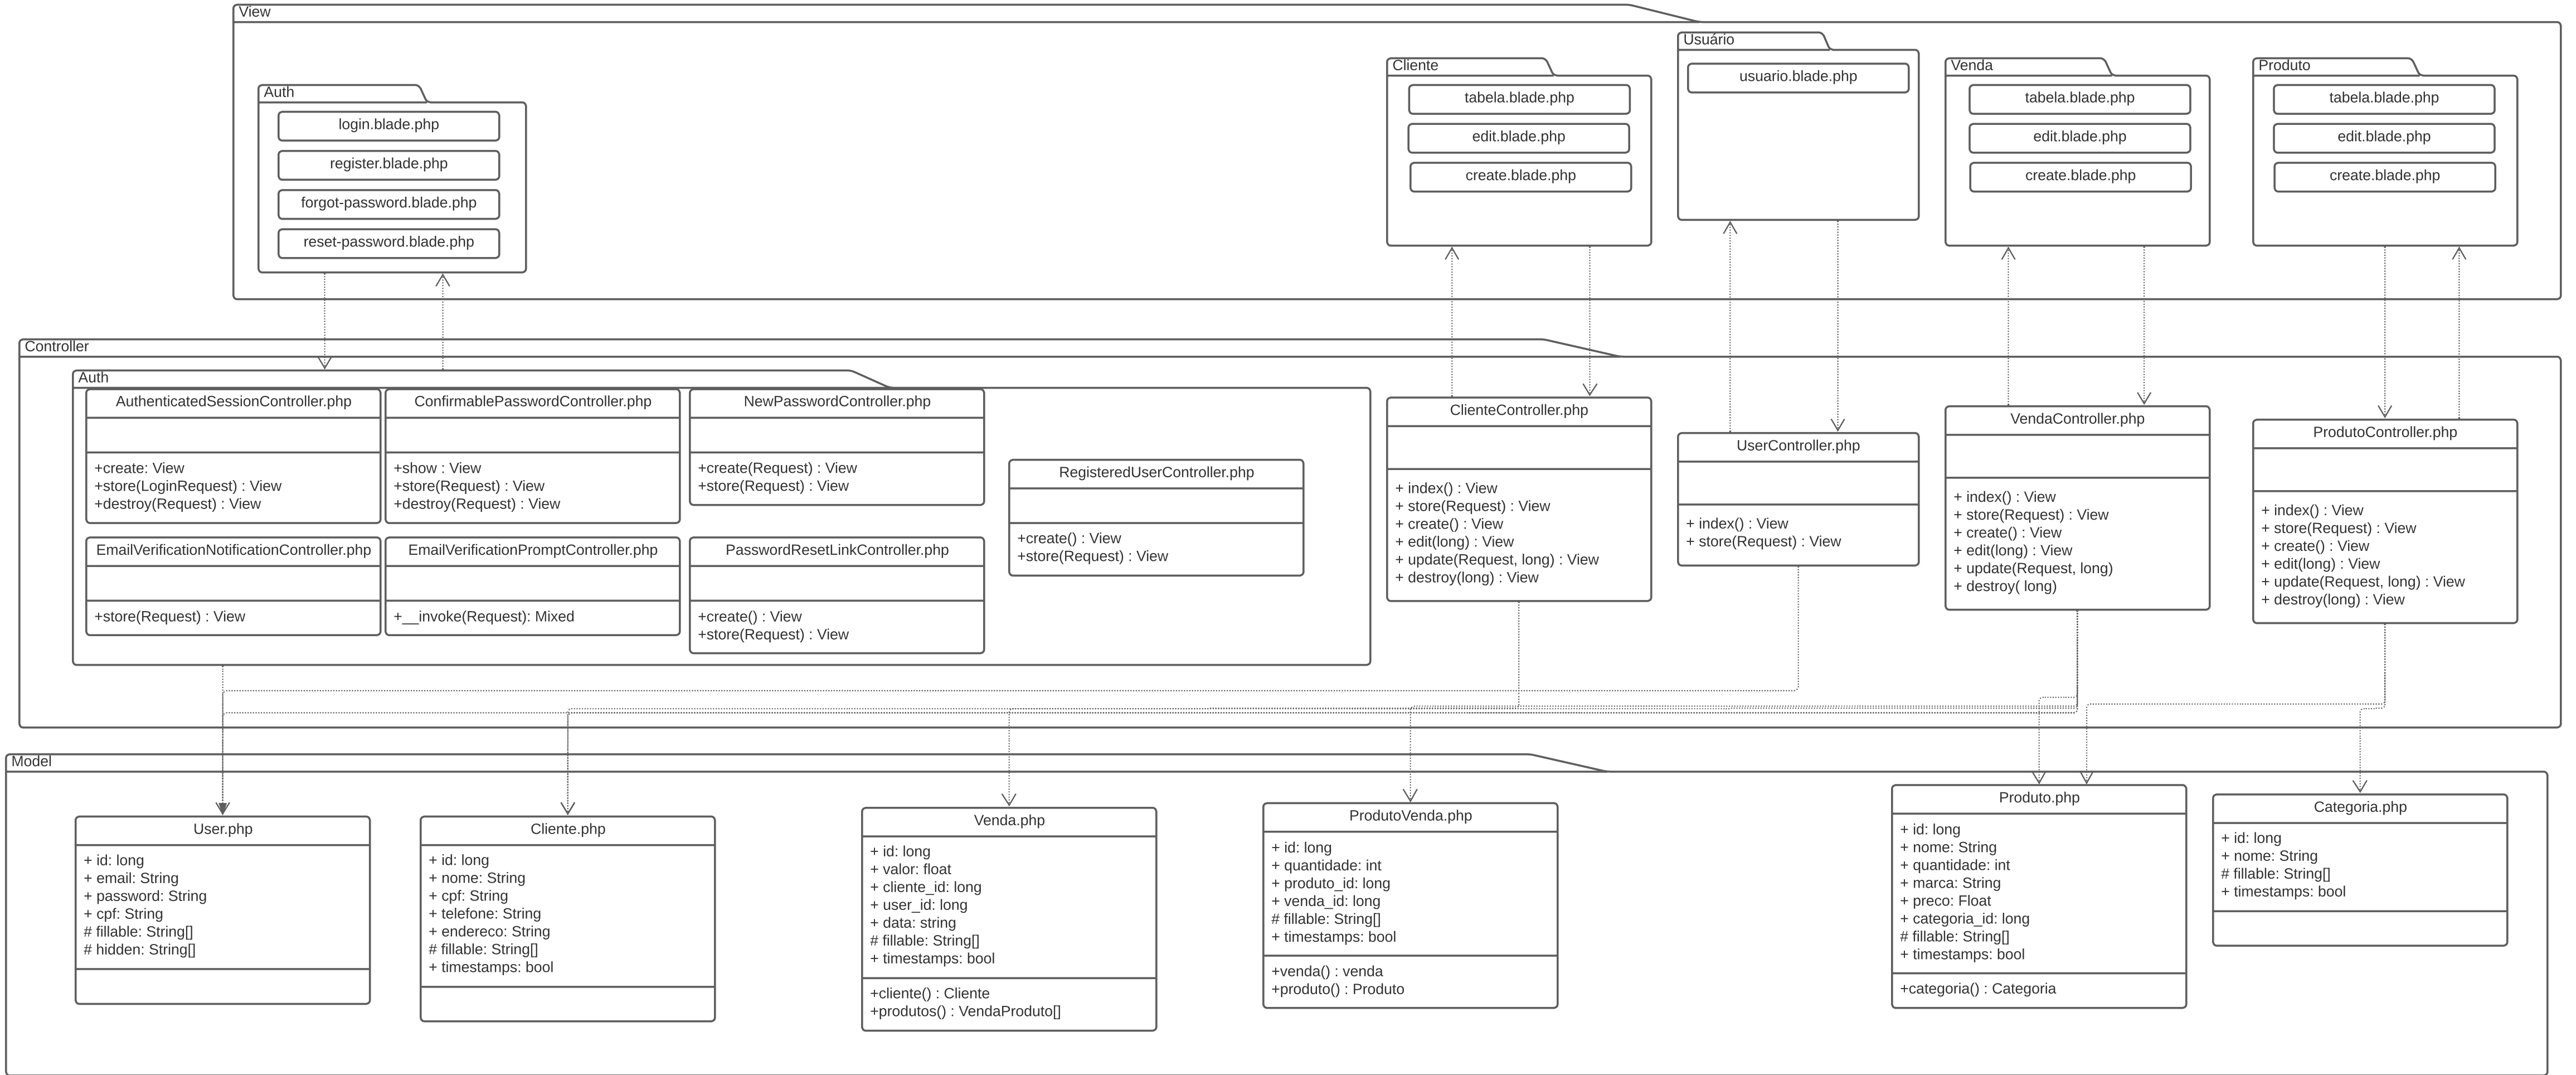 View
Auth
login.blade.php
register.blade.php
forgot-password.blade.php
reset-password.blade.php
Cliente
tabela.blade.php
edit.blade.php
create.blade.php
Usuário
usuario.blade.php
Venda
tabela.blade.php
edit.blade.php
create.blade.php
Produto
tabela.blade.php
edit.blade.php
create.blade.php
Controller
Auth
AuthenticatedSessionController.php
+create: View
+store(LoginRequest) : View
+destroy(Request) : View
ConfirmablePasswordController.php
+show : View
+store(Request) : View
+destroy(Request) : View
NewPasswordController.php
+create(Request) : View
+store(Request) : View
RegisteredUserController.php
+create() : View
+store(Request) : View
EmailVerificationNotificationController.php
+store(Request) : View
EmailVerificationPromptController.php
+__invoke(Request): Mixed
PasswordResetLinkController.php
+create() : View
+store(Request) : View
ClienteController.php
+ index() : View
+ store(Request) : View
+ create() : View
+ edit(long) : View
+ update(Request, long) : View
+ destroy(long) : View
UserController.php
+ index() : View
+ store(Request) : View
VendaController.php
+ index() : View
+ store(Request) : View
+ create() : View
+ edit(long) : View
+ update(Request, long)
+ destroy( long)
ProdutoController.php
+ index() : View
+ store(Request) : View
+ create() : View
+ edit(long) : View
+ update(Request, long) : View
+ destroy(long) : View
Model
User.php
+ id: long
+ email: String
+ password: String
+ cpf: String
# fillable: String[]
# hidden: String[]
Cliente.php
+ id: long
+ nome: String
+ cpf: String
+ telefone: String
+ endereco: String
# fillable: String[]
+ timestamps: bool
Venda.php
+ id: long
+ valor: float
+ cliente_id: long
+ user_id: long
+ data: string
# fillable: String[]
+ timestamps: bool
+cliente() : Cliente
+produtos() : VendaProduto[]
ProdutoVenda.php
+ id: long
+ quantidade: int
+ produto_id: long
+ venda_id: long
# fillable: String[]
+ timestamps: bool
+venda() : venda
+produto() : Produto
Produto.php
+ id: long
+ nome: String
+ quantidade: int
+ marca: String
+ preco: Float
+ categoria_id: long
# fillable: String[]
+ timestamps: bool
+categoria() : Categoria
Categoria.php
+ id: long
+ nome: String
# fillable: String[]
+ timestamps: bool